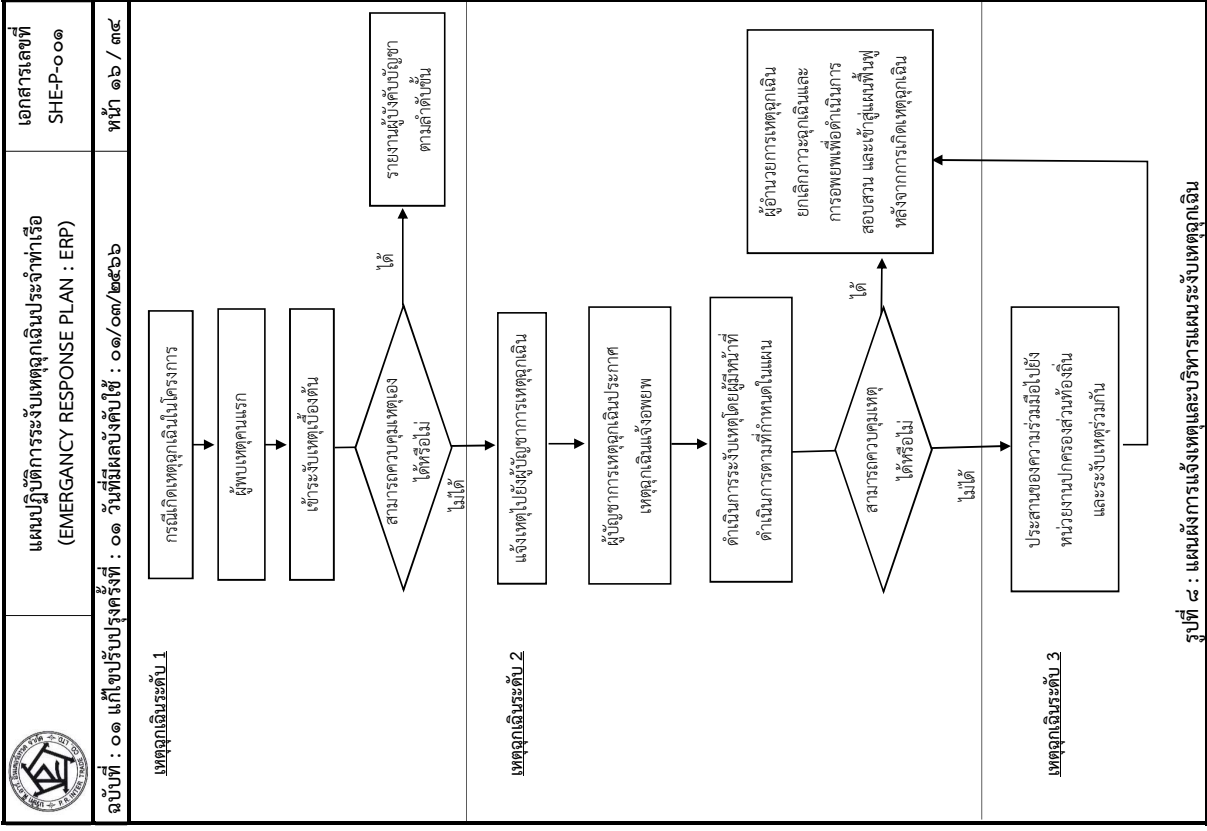 แผนปฏิบัติการระงับเหตุฉุกเฉินประจำท่าเรือ
(EMERGANCY RESPONSE PLAN : ERP)
เอกสารเลขที่
SHE-P-๐๐๑
ฉบับที่ : ๐๑ แก้ไขปรับปรุงครั้งที่ : ๐๑ วันที่มีผลบังคับใช้ : ๐๑/๐๓/๒๕๖๖
หน้า ๑๖ / ๓๔
เหตุฉุกเฉินระดับ 1
กรณีเกิดเหตุฉุกเฉินในโครงการ
ผู้พบเหตุคนแรก
เข้าระงับเหตุเบื้องต้น
สามารถควบคุมเหตุเอง
ได้หรือไม่
ได้
รายงานผู้บังคับบัญชา
ตามลำดับขั้น
ไม่ได้
เหตุฉุกเฉินระดับ 2
แจ้งเหตุไปยังผู้บัญชาการเหตุฉุกเฉิน
ผู้บัญชาการเหตุฉุกเฉินประกาศ
เหตุฉุกเฉินแจ้งอพยพ
ดำเนินการระงับเหตุโดยผู้มีหน้าที่
ดำเนินการตามที่กำหนดในแผน
สามารถควบคุมเหตุ
ได้หรือไม่
ได้
ผู้อำนวยการเหตุฉุกเฉิน
ยกเลิกภาวะฉุกเฉินและ
การอพยพเพื่อดำเนินการ
สอบสวน และเข้าสู่แผนฟื้นฟู
หลังจากการเกิดเหตุฉุกเฉิน
ไม่ได้
เหตุฉุกเฉินระดับ 3
ประสานของความร่วมมือไปยัง
หน่วยงานปกครองส่วนท้องถิ่น
และระงับเหตุร่วมกัน
รูปที่ ๘ : แผนผังการแจ้งเหตุและบริหารแผนระงับเหตุฉุกเฉิน